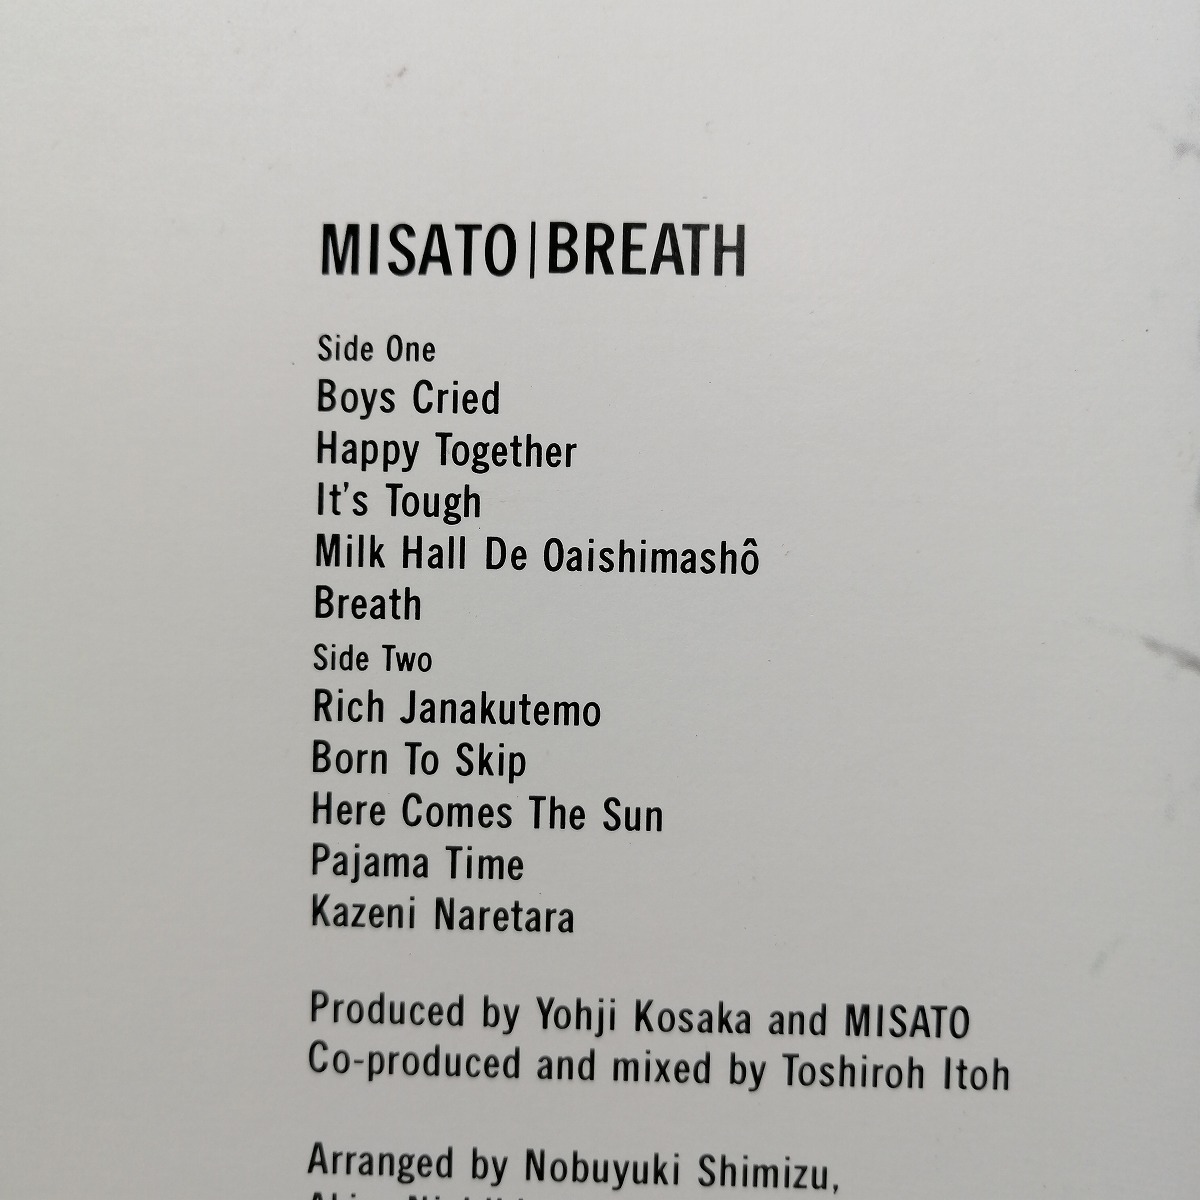 MISATO|BREATH
Side One
Boys Cried
Happy Together
It's Tough
Milk Hall De Oaishimashô
Breath
Side Two
Rich Janakutemo
Born To Skip
Here Comes The Sun
Pajama Time
Kazeni Naretara
Produced by Yohji Kosaka and MISATO
Co-produced and mixed by Toshiroh Itoh
Arranged by Nobuyuki Shimizu,